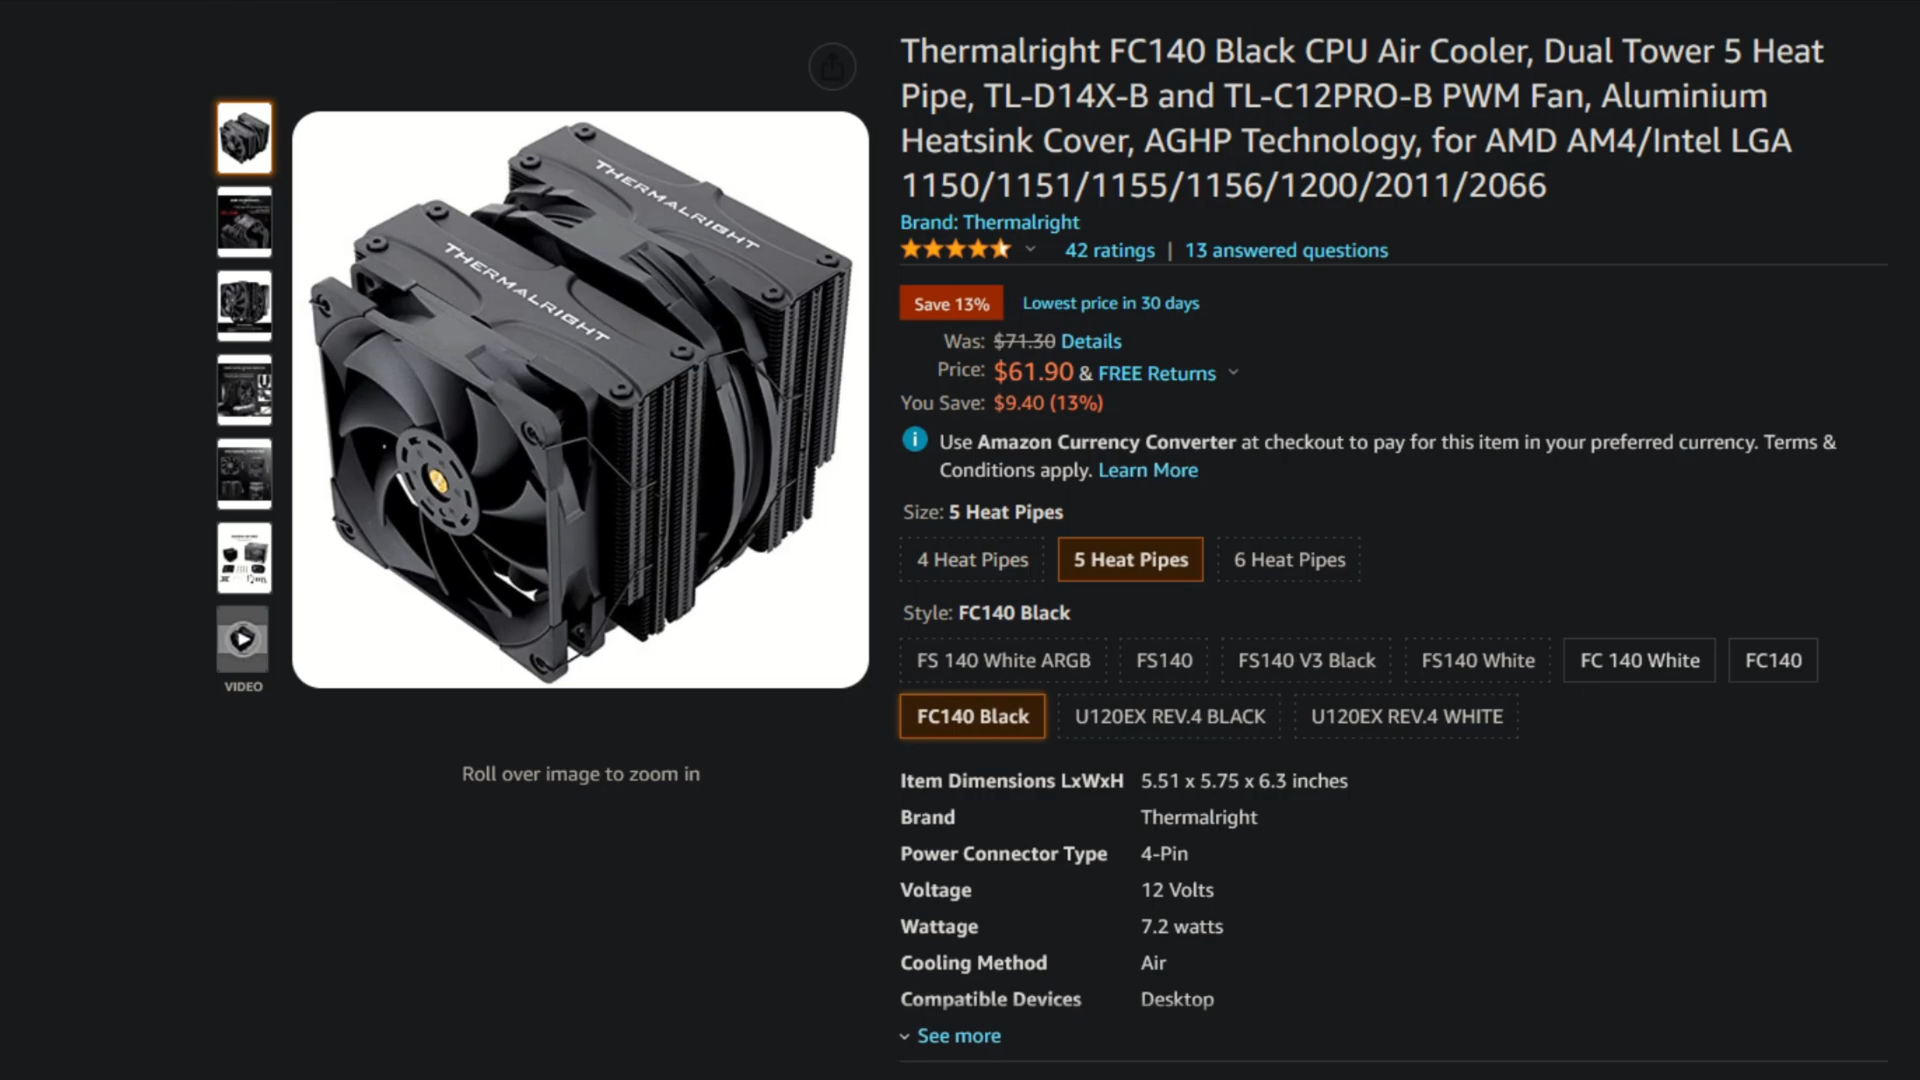 Thermalright FC140 Black CPU Air Cooler, Dual Tower 5 Heat
Pipe, TL-D14X-B and TL-C12PRO-B PWM Fan, Aluminium
Heatsink Cover, AGHP Technology, for AMD AM4/Intel LGA
1150/1151/1155/1156/1200/2011/2066
Brand: Thermalright
42 ratings | 13 answered questions
Save 13% Lowest price in 30 days
Was: $71.30 Details
Price: $61.90 & FREE Returns
You Save: $9.40 (13%)
Use Amazon Currency Converter at checkout to pay for this item in your preferred currency. Terms &
Conditions apply. Learn More
Size: 5 Heat Pipes
4 Heat Pipes 5 Heat Pipes 6 Heat Pipes
Style: FC140 Black
FS 140 White ARGB FS140 FS140 V3 Black FS140 White FC 140 White FC140
FC140 Black U120EX REV.4 BLACK U120EX REV.4 WHITE
Item Dimensions LxWxH 5.51 x 5.75 x 6.3 inches
Brand Thermalright
Power Connector Type 4-Pin
Voltage 12 Volts
Wattage 7.2 watts
Cooling Method Air
Compatible Devices Desktop
See more
THERMALRIGHT
THERMALRIGHT
VIDEO
Roll over image to zoom in